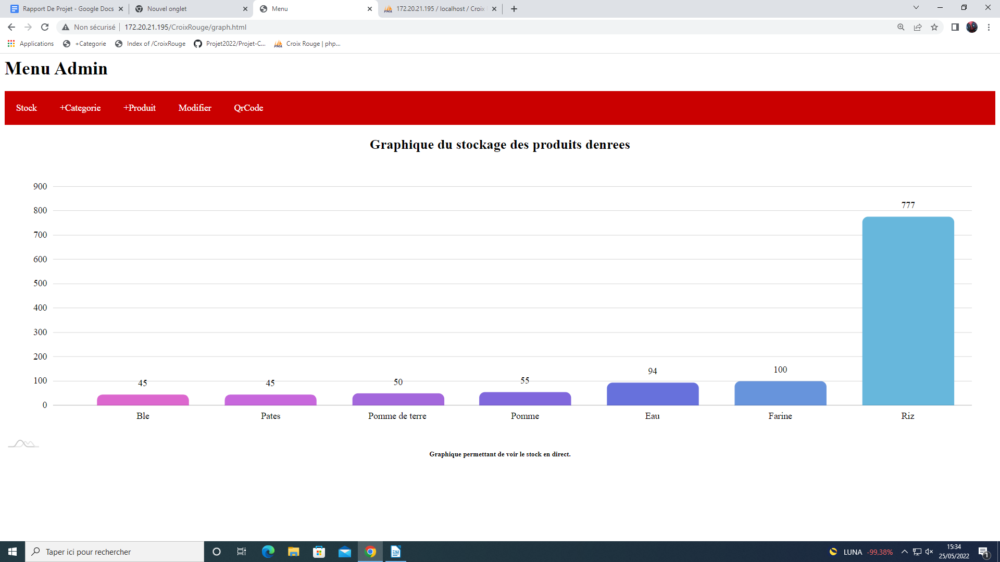 Rapport De Projet - Google Docs
Nouvel onglet
Menu
172.20.21.195 / localhost / Croix
Non sécurisé
172.20.21.195/CroixRouge/graph.html
Applications
+Categorie
Index of /CroixRouge
Projet2022/Projet-C...
PMA Croix Rouge | php...
Menu Admin
Stock
+Categorie
+Produit
Modifier
QrCode
Graphique du stockage des produits denrees
900
800
700
600
500
400
300
200
100
0
45
45
50
55
94
100
777
Ble
Pates
Pomme de terre
Pomme
Eau
Farine
Riz
Graphique permettant de voir le stock en direct.
Taper ici pour rechercher
LUNA -99,38%
15:34
25/05/2022
1